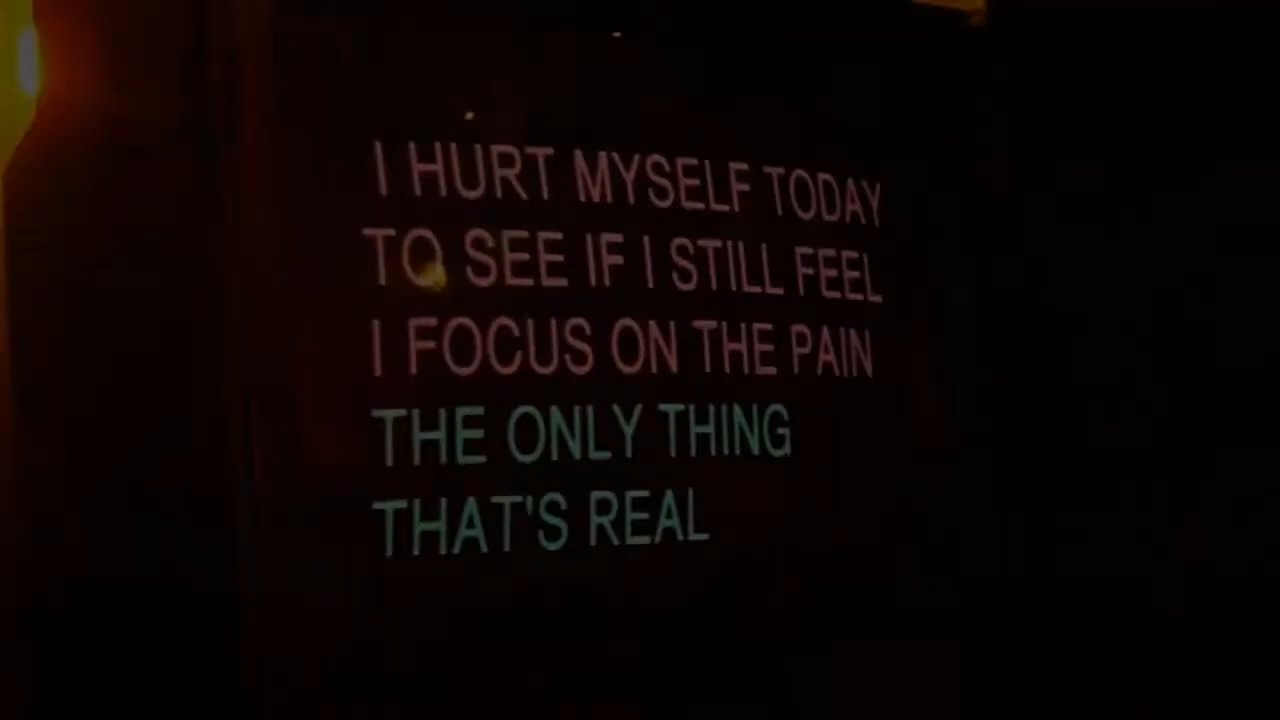 I HURT MYSELF TODAY
TO SEE IF I STILL FEEL
I FOCUS ON THE PAIN
THE ONLY THING
THAT'S REAL